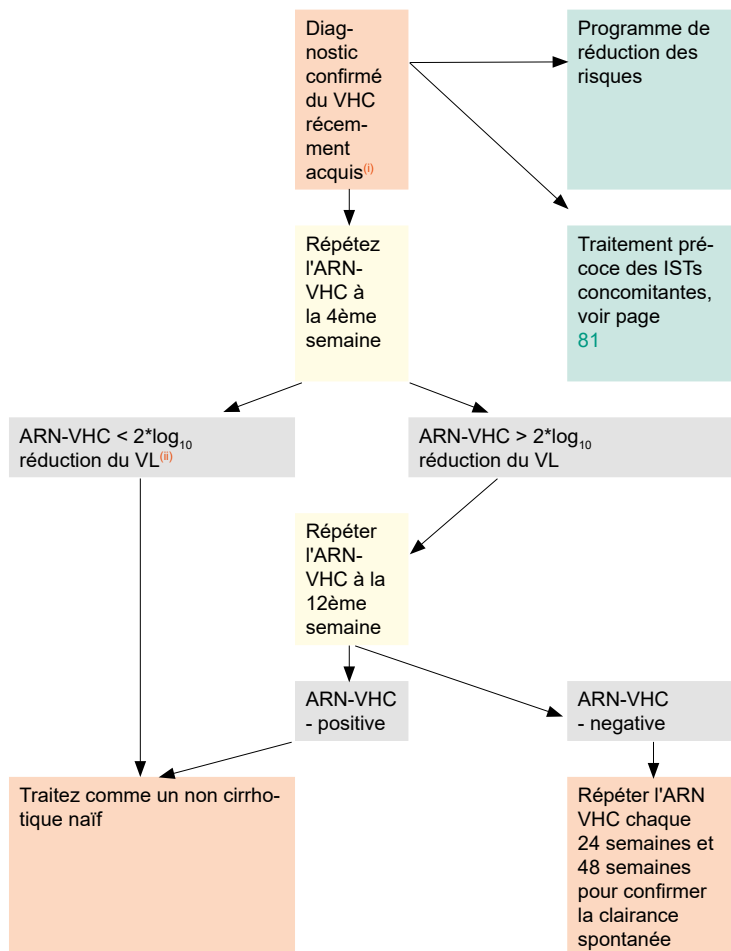 Diag-
nostic
confirmé
du VHC
récem-
ment
acquis(i)
Programme de
réduction des
risques
Répétez
l'ARN-
VHC à
la 4ème
semaine
Traitement pré-
coce des ISTs
concomitantes,
voir page
81
ARN-VHC < 2*log10
réduction du VL(ii)
ARN-VHC > 2*log10
réduction du VL
Répéter
l'ARN-
VHC à la
12ème
semaine
ARN-VHC
- positive
ARN-VHC
- negative
Traitez comme un non cirrho-
tique naïf
Répéter l'ARN
VHC chaque
24 semaines et
48 semaines
pour confirmer
la clairance
spontanée